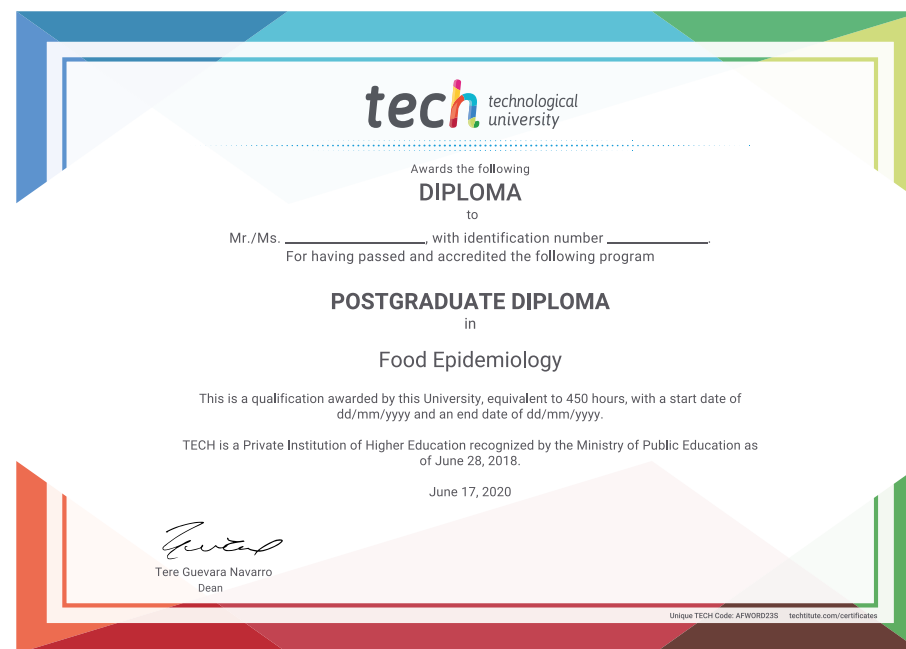 tech technological
university
Awards the following
DIPLOMA
to
Mr./Ms. ____________________, with identification number ______________.
For having passed and accredited the following program
POSTGRADUATE DIPLOMA
in
Food Epidemiology
This is a qualification awarded by this University, equivalent to 450 hours, with a start date of
dd/mm/yyyy and an end date of dd/mm/yyyy.
TECH is a Private Institution of Higher Education recognized by the Ministry of Public Education as
of June 28, 2018.
June 17, 2020
Tere Guevara Navarro
Dean
Unique TECH Code: AFWORD23S techtitute.com/certificates